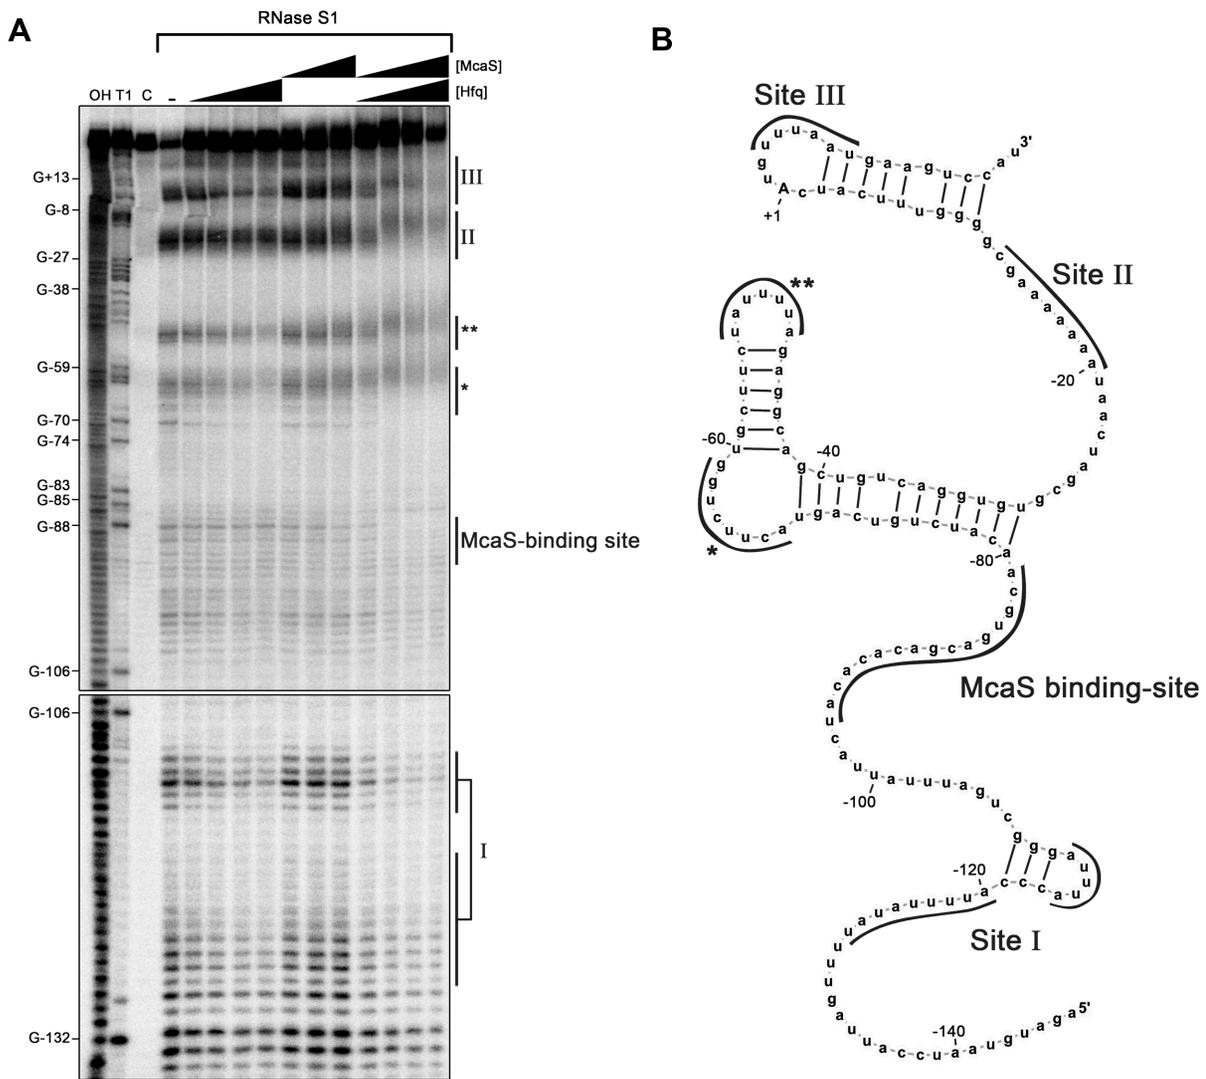 A
RNase S1
[McaS]
[Hfq]
OH T1 C –
G+13
G-8
G-27
G-38
G-59
G-70
G-74
G-83
G-85
G-88
G-106
III
II
**
*
McaS-binding site
G-106
G-132
I
B
Site III
3'
+1
Site II
**
-20
-60
-40
*
-80
McaS binding-site
-100
-120
Site I
5'
-140